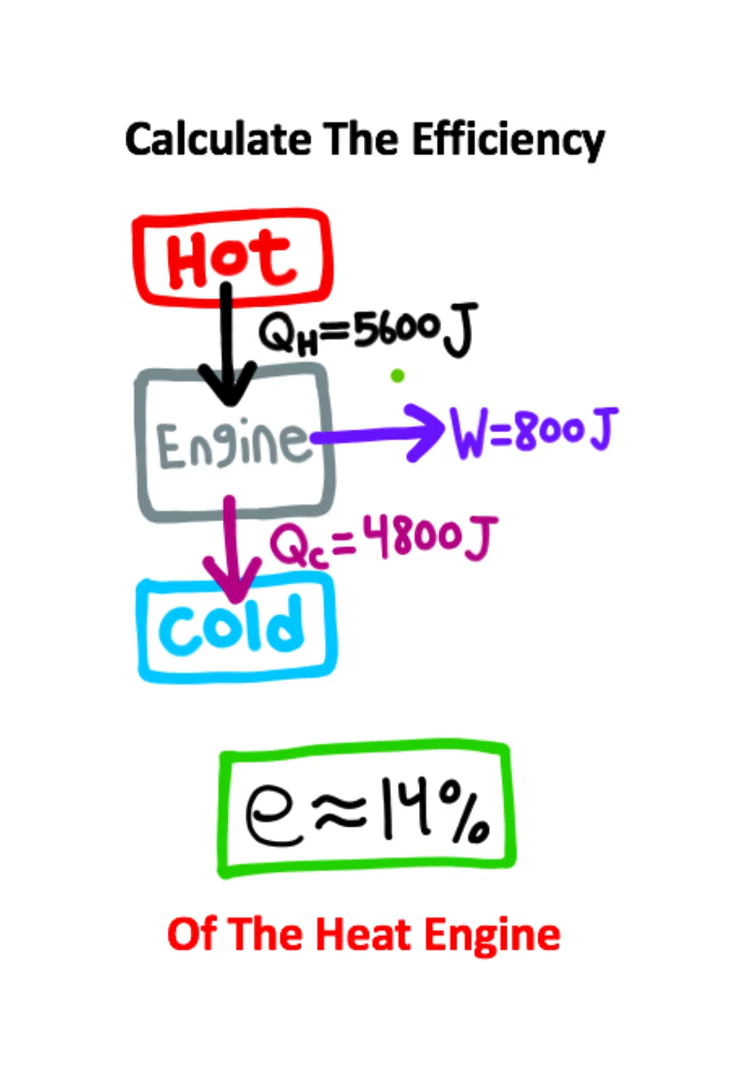 Calculate The Efficiency
Hot
QH=5600J
Engine
W=800J
Qc=4800J
Cold
e≈14%
Of The Heat Engine